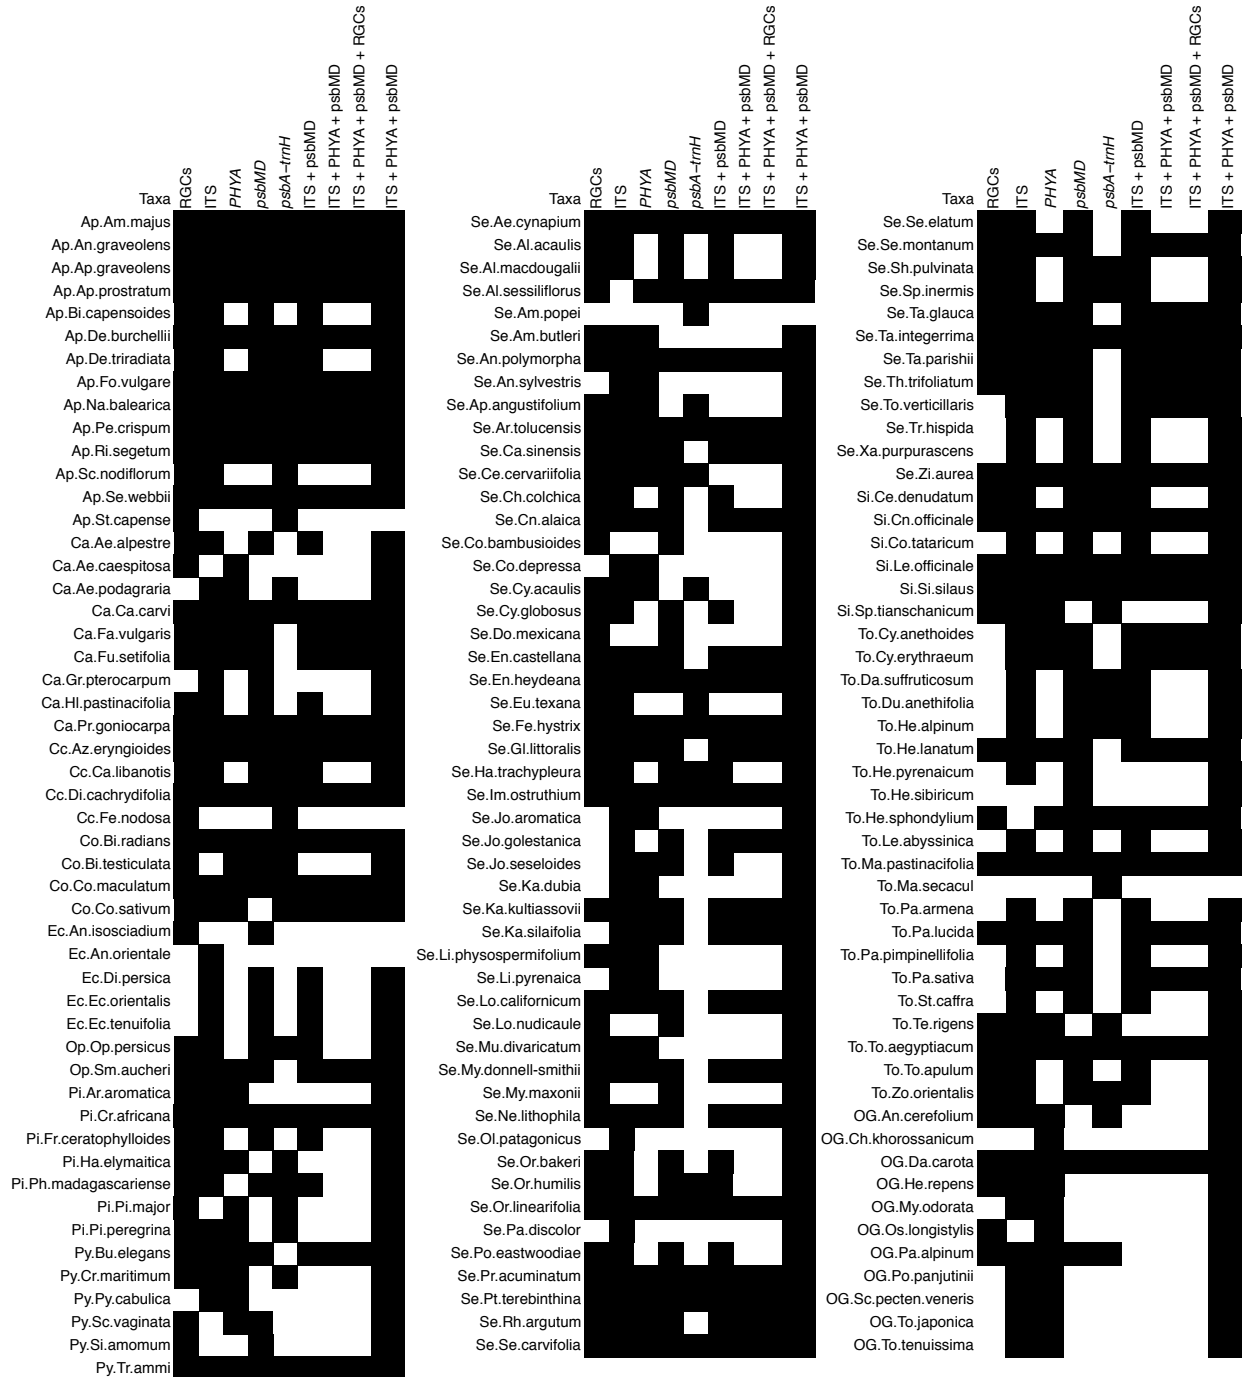 Taxa
RGCs
ITS
PHYA
psbMD
psbA−trnH
ITS + psbMD
ITS + PHYA + psbMD
ITS + PHYA + psbMD + RGCs
ITS + PHYA + psbMD
Ap.Am.majus
Ap.An.graveolens
Ap.Ap.graveolens
Ap.Ap.prostratum
Ap.Bi.capensoides
Ap.De.burchellii
Ap.De.triradiata
Ap.Fo.vulgare
Ap.Na.balearica
Ap.Pe.crispum
Ap.Ri.segetum
Ap.Sc.nodiflorum
Ap.Se.webbii
Ap.St.capense
Ca.Ae.alpestre
Ca.Ae.caespitosa
Ca.Ae.podagraria
Ca.Ca.carvi
Ca.Fa.vulgaris
Ca.Fu.setifolia
Ca.Gr.pterocarpum
Ca.Hl.pastinacifolia
Ca.Pr.goniocarpa
Cc.Az.eryngioides
Cc.Ca.libanotis
Cc.Di.cachrydifolia
Cc.Fe.nodosa
Co.Bi.radians
Co.Bi.testiculata
Co.Co.maculatum
Co.Co.sativum
Ec.An.isosciadium
Ec.An.orientale
Ec.Di.persica
Ec.Ec.orientalis
Ec.Ec.tenuifolia
Op.Op.persicus
Op.Sm.aucheri
Pi.Ar.aromatica
Pi.Cr.africana
Pi.Fr.ceratophylloides
Pi.Ha.elymaitica
Pi.Ph.madagascariense
Pi.Pi.major
Pi.Pi.peregrina
Py.Bu.elegans
Py.Cr.maritimum
Py.Py.cabulica
Py.Sc.vaginata
Py.Si.amomum
Py.Tr.ammi
Taxa
RGCs
ITS
PHYA
psbMD
psbA−trnH
ITS + psbMD
ITS + PHYA + psbMD
ITS + PHYA + psbMD + RGCs
ITS + PHYA + psbMD
Se.Ae.cynapium
Se.Al.acaulis
Se.Al.macdougalii
Se.Al.sessiliflorus
Se.Am.popei
Se.Am.butleri
Se.An.polymorpha
Se.An.sylvestris
Se.Ap.angustifolium
Se.Ar.tolucensis
Se.Ca.sinensis
Se.Ce.cervariifolia
Se.Ch.colchica
Se.Cn.alaica
Se.Co.bambusioides
Se.Co.depressa
Se.Cy.acaulis
Se.Cy.globosus
Se.Do.mexicana
Se.En.castellana
Se.En.heydeana
Se.Eu.texana
Se.Fe.hystrix
Se.Gl.littoralis
Se.Ha.trachypleura
Se.Im.ostruthium
Se.Jo.aromatica
Se.Jo.golestanica
Se.Jo.seseloides
Se.Ka.dubia
Se.Ka.kultiassovii
Se.Ka.silaifolia
Se.Li.physospermifolium
Se.Li.pyrenaica
Se.Lo.californicum
Se.Lo.nudicaule
Se.Mu.divaricatum
Se.My.donnell-smithii
Se.My.maxonii
Se.Ne.lithophila
Se.Ol.patagonicus
Se.Or.bakeri
Se.Or.humilis
Se.Or.linearifolia
Se.Pa.discolor
Se.Po.eastwoodiae
Se.Pr.acuminatum
Se.Pt.terebinthina
Se.Rh.argutum
Se.Se.carvifolia
Taxa
RGCs
ITS
PHYA
psbMD
psbA−trnH
ITS + psbMD
ITS + PHYA + psbMD
ITS + PHYA + psbMD + RGCs
ITS + PHYA + psbMD
Se.Se.elatum
Se.Se.montanum
Se.Sh.pulvinata
Se.Sp.inermis
Se.Ta.glauca
Se.Ta.integerrima
Se.Ta.parishii
Se.Th.trifoliatum
Se.To.verticillaris
Se.Tr.hispida
Se.Xa.purpurascens
Se.Zi.aurea
Si.Ce.denudatum
Si.Cn.officinale
Si.Co.tataricum
Si.Le.officinale
Si.Si.silaus
Si.Sp.tianschanicum
To.Cy.anethoides
To.Cy.erythraeum
To.Da.suffruticosum
To.Du.anethifolia
To.He.alpinum
To.He.lanatum
To.He.pyrenaicum
To.He.sibiricum
To.He.sphondylium
To.Le.abyssinica
To.Ma.pastinacifolia
To.Ma.secacul
To.Pa.armena
To.Pa.lucida
To.Pa.pimpinellifolia
To.Pa.sativa
To.St.caffra
To.Te.rigens
To.To.aegyptiacum
To.To.apulum
To.Zo.orientalis
OG.An.cerefolium
OG.Ch.khorossanicum
OG.Da.carota
OG.He.repens
OG.My.odorata
OG.Os.longistylis
OG.Pa.alpinum
OG.Po.panjutinii
OG.Sc.pecten.veneris
OG.To.japonica
OG.To.tenuissima